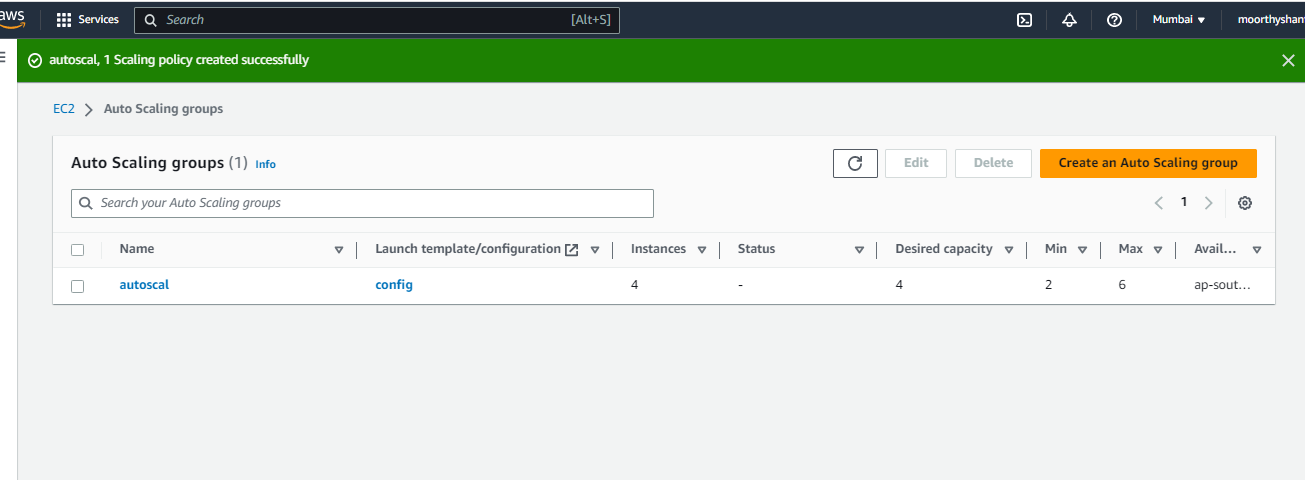 aws Services Search [Alt+S] Mumbai moorthyshan
autoscal, 1 Scaling policy created successfully
EC2 Auto Scaling groups
Auto Scaling groups (1) Info Edit Delete Create an Auto Scaling group
Search your Auto Scaling groups 1
Name Launch template/configuration Instances Status Desired capacity Min Max Avail...
autoscal config 4 - 4 2 6 ap-sout...